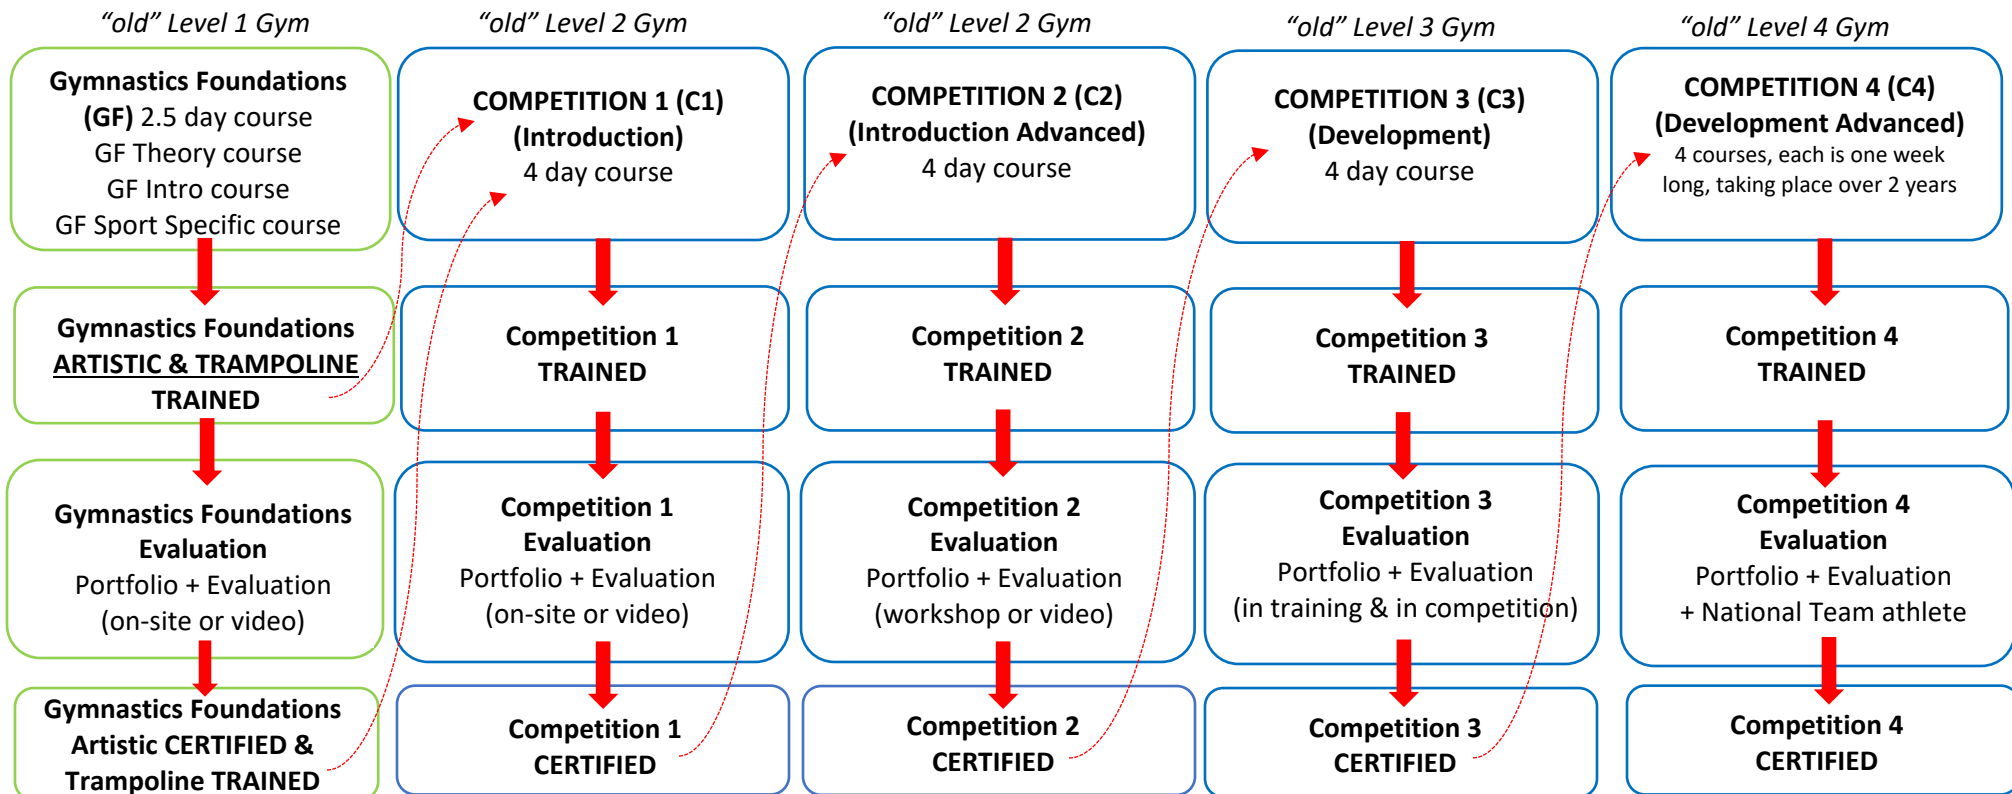 “old” Level 1 Gym
Gymnastics Foundations
(GF) 2.5 day course
GF Theory course
GF Intro course
GF Sport Specific course
Gymnastics Foundations
ARTISTIC & TRAMPOLINE
TRAINED
Gymnastics Foundations
Evaluation
Portfolio + Evaluation
(on-site or video)
Gymnastics Foundations
Artistic CERTIFIED &
Trampoline TRAINED
“old” Level 2 Gym
COMPETITION 1 (C1)
(Introduction)
4 day course
Competition 1
TRAINED
Competition 1
Evaluation
Portfolio + Evaluation
(on-site or video)
Competition 1
CERTIFIED
“old” Level 2 Gym
COMPETITION 2 (C2)
(Introduction Advanced)
4 day course
Competition 2
TRAINED
Competition 2
Evaluation
Portfolio + Evaluation
(workshop or video)
Competition 2
CERTIFIED
“old” Level 3 Gym
COMPETITION 3 (C3)
(Development)
4 day course
Competition 3
TRAINED
Competition 3
Evaluation
Portfolio + Evaluation
(in training & in competition)
Competition 3
CERTIFIED
“old” Level 4 Gym
COMPETITION 4 (C4)
(Development Advanced)
4 courses, each is one week
long, taking place over 2 years
Competition 4
TRAINED
Competition 4
Evaluation
Portfolio + Evaluation
+ National Team athlete
Competition 4
CERTIFIED